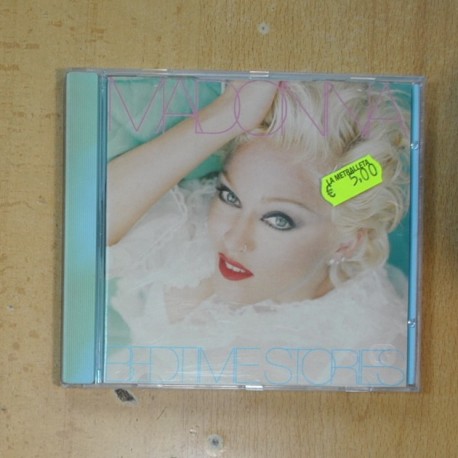 MADONNA
LA METRALLETA
€ 5,00
BEDTIME STORIES